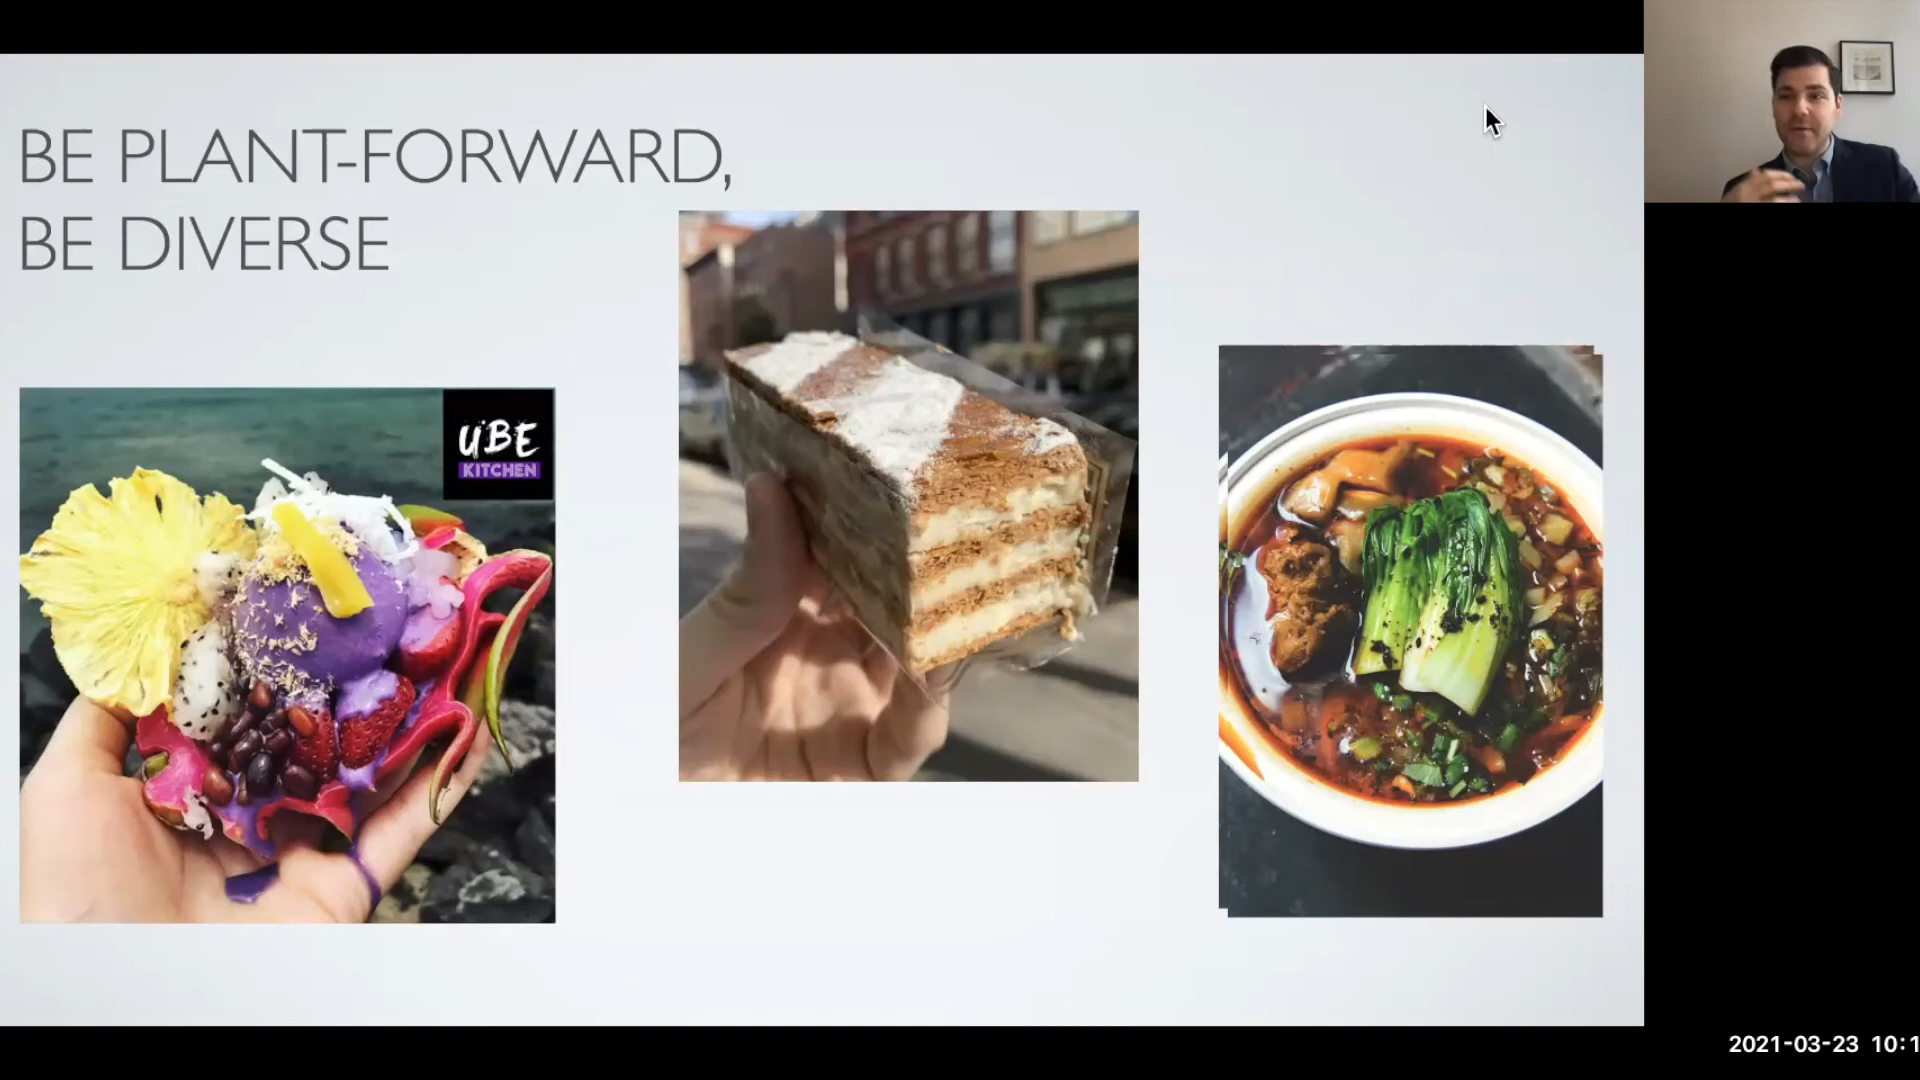 BE PLANT-FORWARD,
BE DIVERSE
UBE
KITCHEN
2021-03-23 10:1